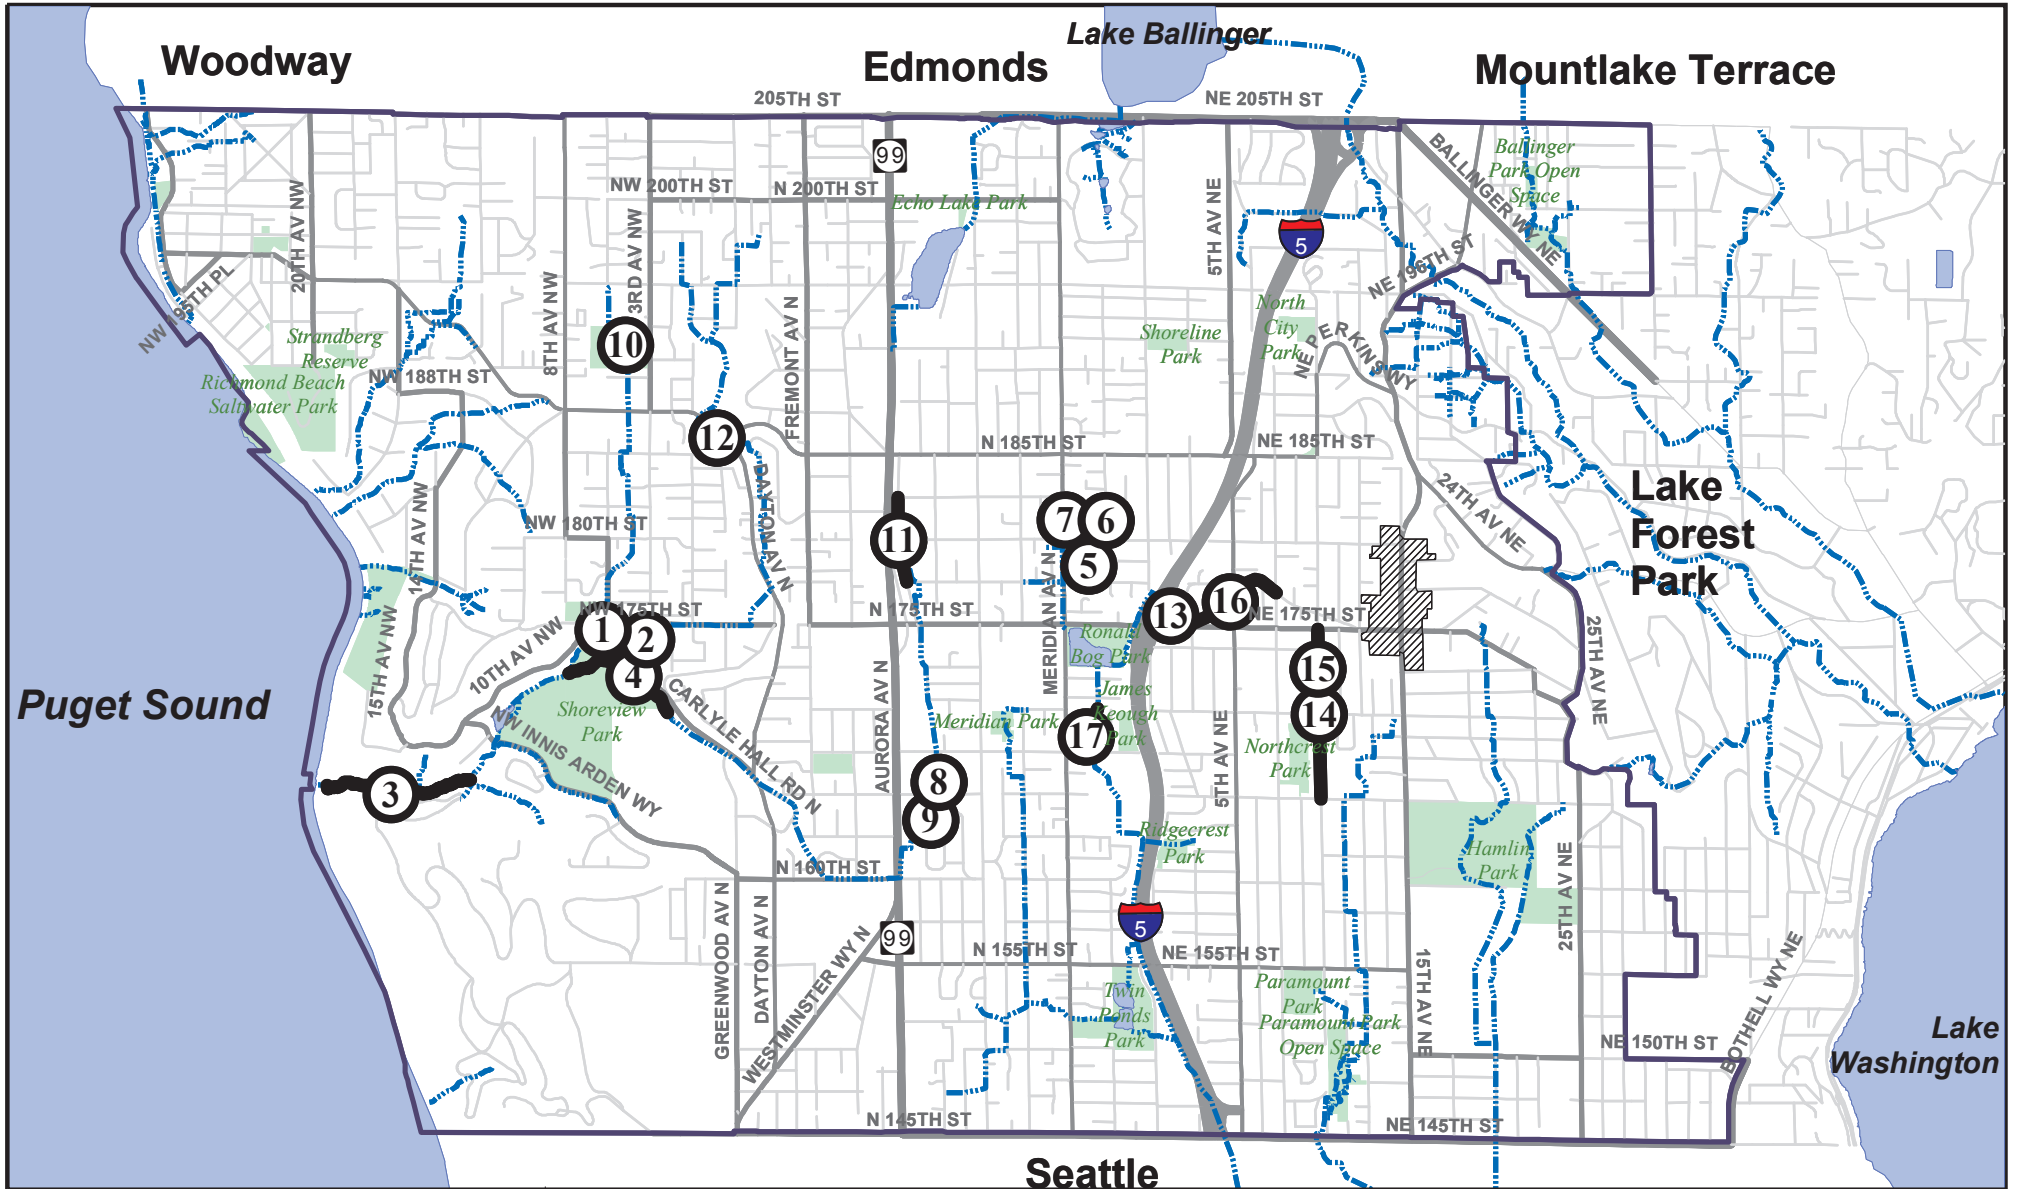 Lake Ballinger
Woodway
Edmonds
Mountlake Terrace
205TH ST
NE 205TH ST
99
BALLINGER WY NE
Ballinger
Park Open
Space
NW 200TH ST
N 200TH ST
Echo Lake Park
20TH AV NW
3RD AV NW
5TH AV NE
5
NE 196TH ST
NW 195TH PL
8TH AV NW
FREMONT AV N
North
City
Park
Shoreline
Park
NE PERKINS WY
Strandberg
Reserve
10
NW 188TH ST
Richmond Beach
Saltwater Park
12
N 185TH ST
NE 185TH ST
DAYTON AV N
24TH AV NE
Lake
Forest
Park
14TH AV NW
NW 180TH ST
11
7
6
5
MERIDIAN AV N
NW 175TH ST
N 175TH ST
NE 175TH ST
13
16
1
2
4
10TH AV NW
15TH AV NW
Ronald
Bog Park
15
14
25TH AV NE
Puget Sound
CARLYLE HALL RD N
Shoreview
Park
NW INNIS ARDEN WY
AURORA AV N
Meridian Park
James
Keough
Park
17
5TH AV NE
Northcrest
Park
3
8
9
Ridgecrest
Park
Hamlin
Park
N 160TH ST
GREENWOOD AV N
DAYTON AV N
WESTMINSTER WY N
99
5
N 155TH ST
NE 155TH ST
15TH AV NE
25TH AV NE
BOTHELL WY NE
Twin
Ponds
Park
Paramount
Park
Paramount Park
Open Space
NE 150TH ST
Lake
Washington
N 145TH ST
NE 145TH ST
Seattle